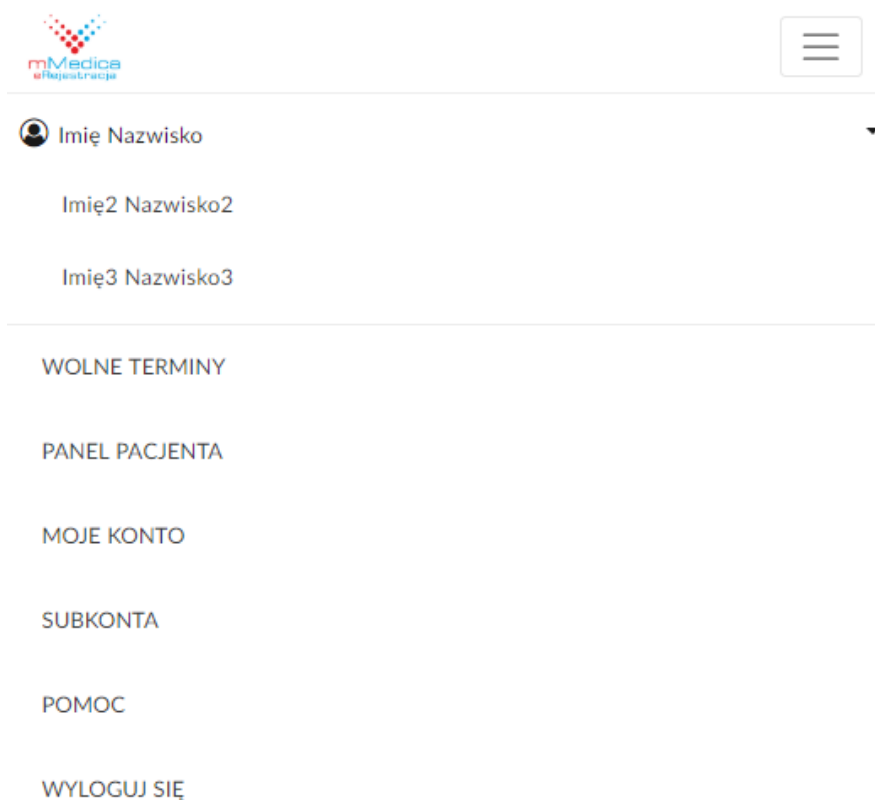 mMedica
eRejestracja
Imię Nazwisko
Imię2 Nazwisko2
Imię3 Nazwisko3
WOLNE TERMINY
PANEL PACJENTA
MOJE KONTO
SUBKONTA
POMOC
WYLOGUJ SIĘ